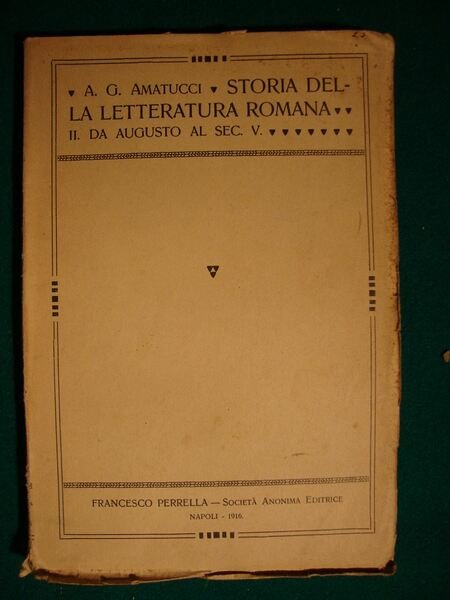 A. G. AMATUCCI STORIA DEL-
LA LETTERATURA ROMANA
II. DA AUGUSTO AL SEC. V.
FRANCESCO PERRELLA — SOCIETÀ ANONIMA EDITRICE
NAPOLI - 1916.